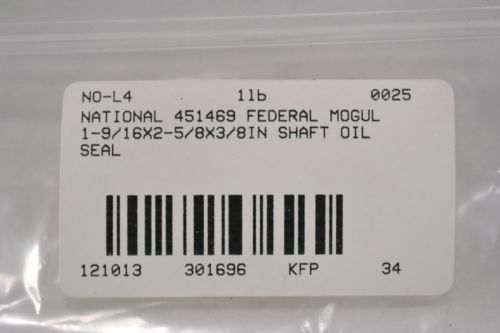 NO-L4 11b 0025
NATIONAL 451469 FEDERAL MOGUL
1-9/16X2-5/8X3/8IN SHAFT OIL
SEAL
121013 301696 KFP 34